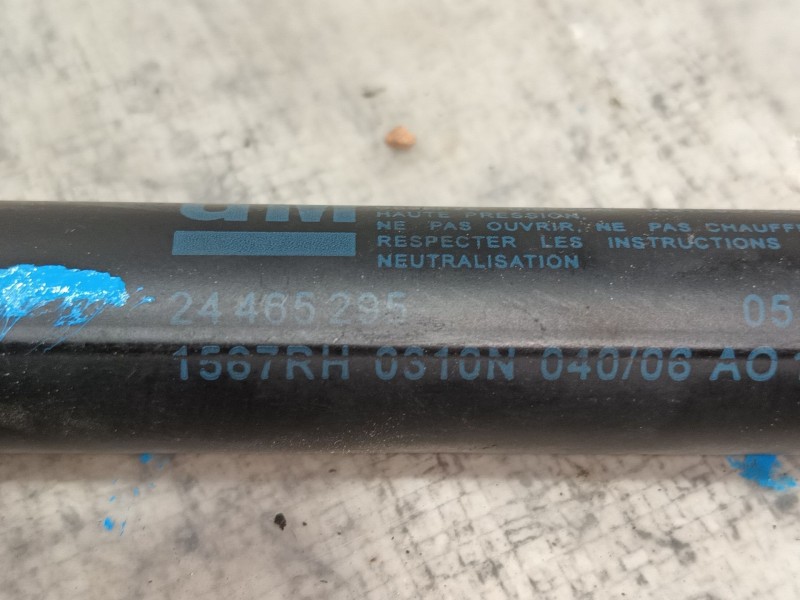 GM
HAUTE PRESSION,
NE PAS OUVRIR, NE PAS CHAUFF
RESPECTER LES INSTRUCTIONS
NEUTRALISATION
24465295 05
1567RH 0310N 040/06 AO